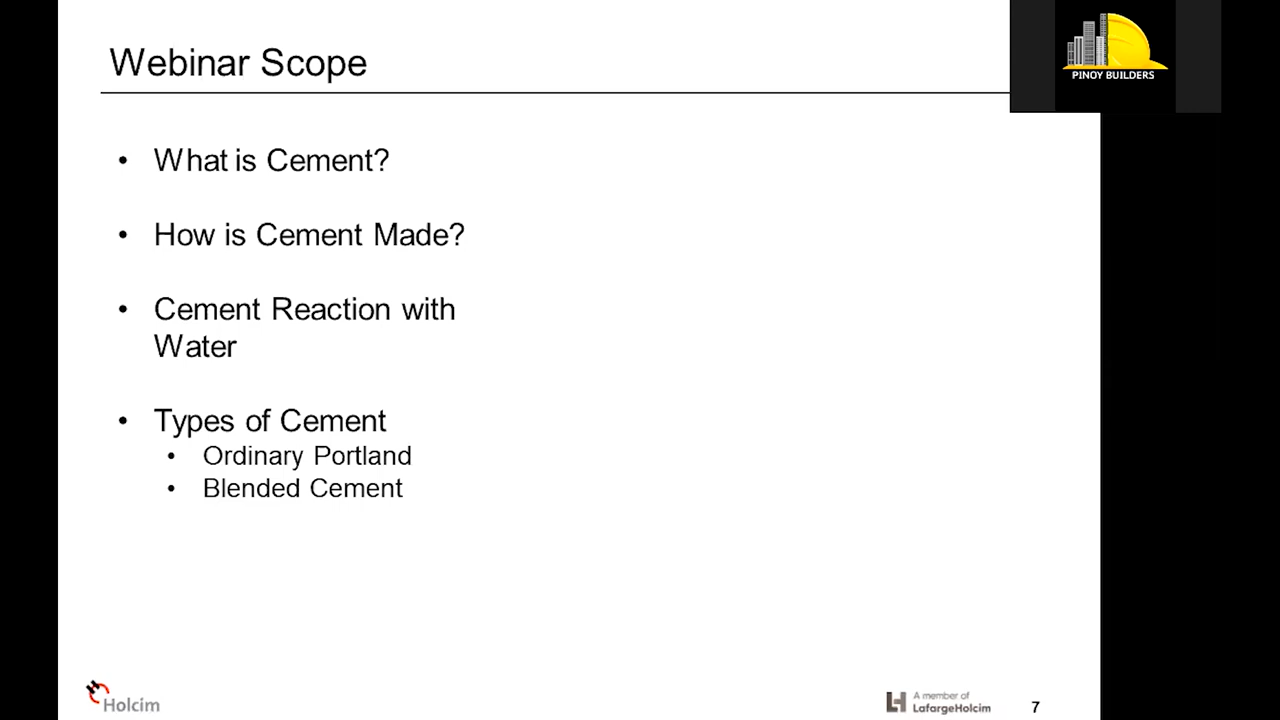 Webinar Scope
PINOY BUILDERS
• What is Cement?
• How is Cement Made?
• Cement Reaction with
Water
• Types of Cement
• Ordinary Portland
• Blended Cement
Holcim
A member of
LafargeHolcim
7